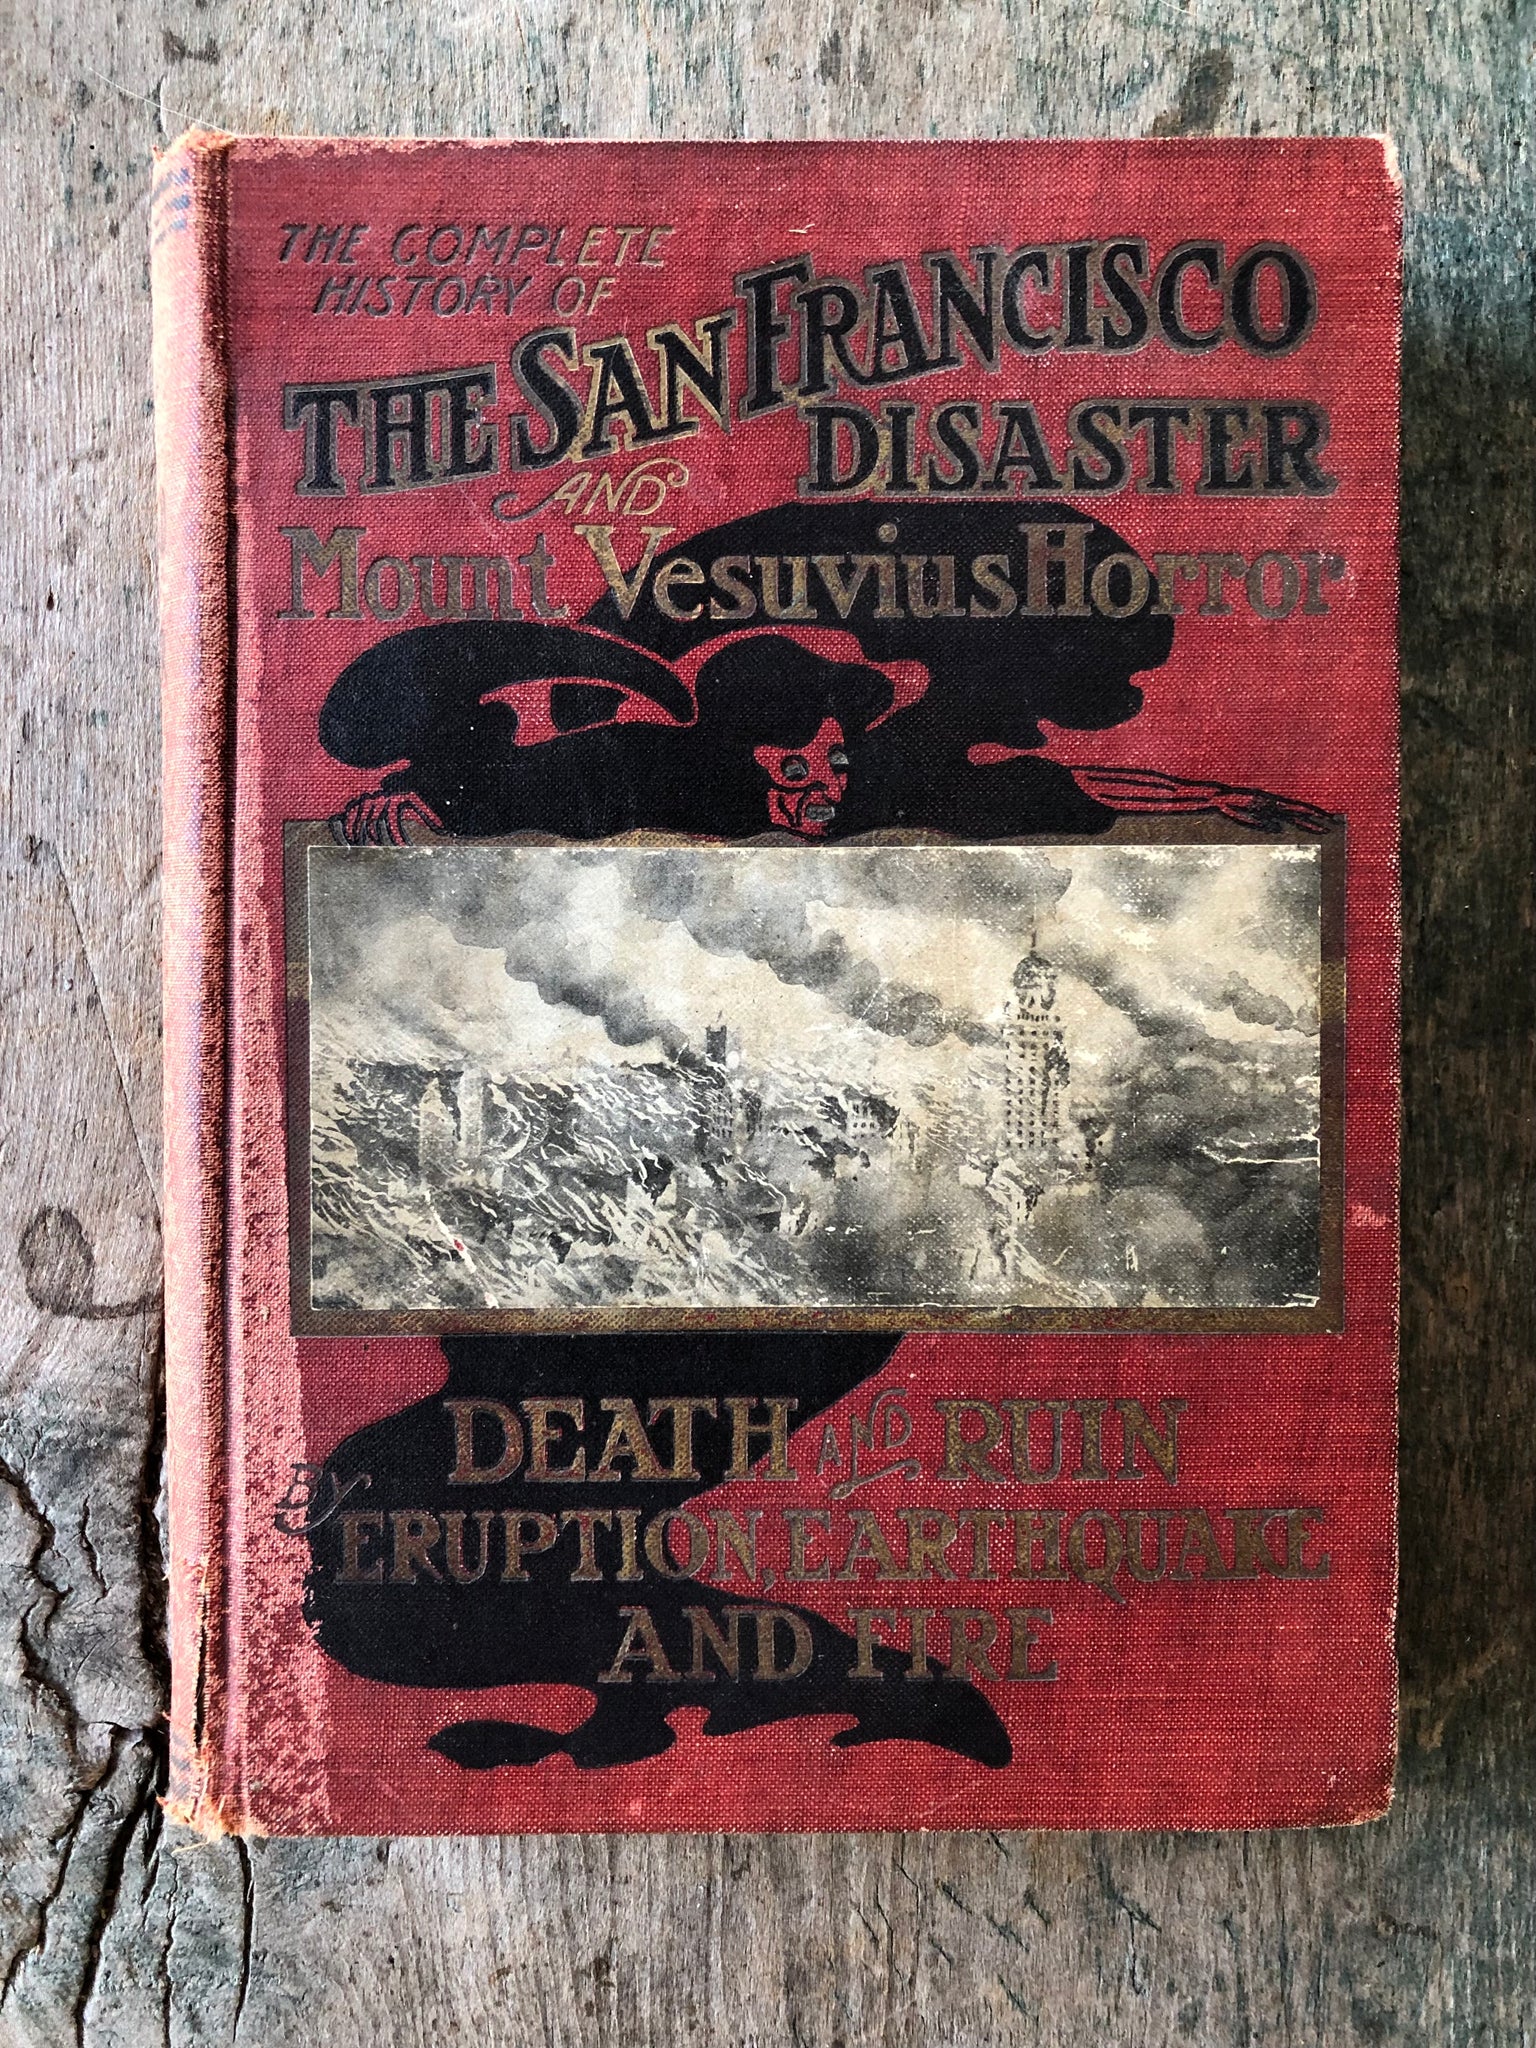 THE COMPLETE
HISTORY OF
THE SAN FRANCISCO
AND DISASTER
Mount Vesuvius Horror
DEATH AND RUIN
By ERUPTION, EARTHQUAKE
AND FIRE